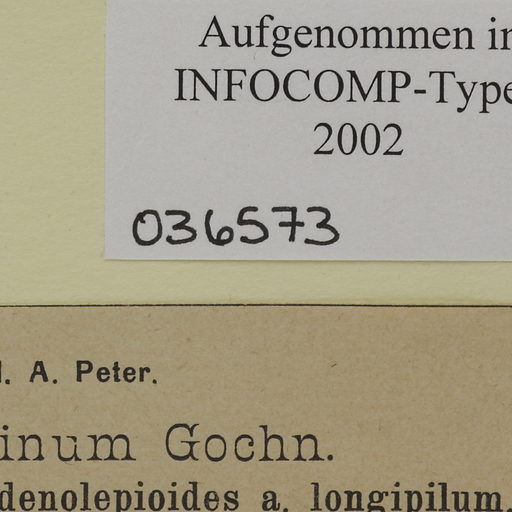 Aufgenommen in
INFOCOMP-Type
2002
036573
A. Peter.
inum Gochn.
denolepioides a. longipilum.